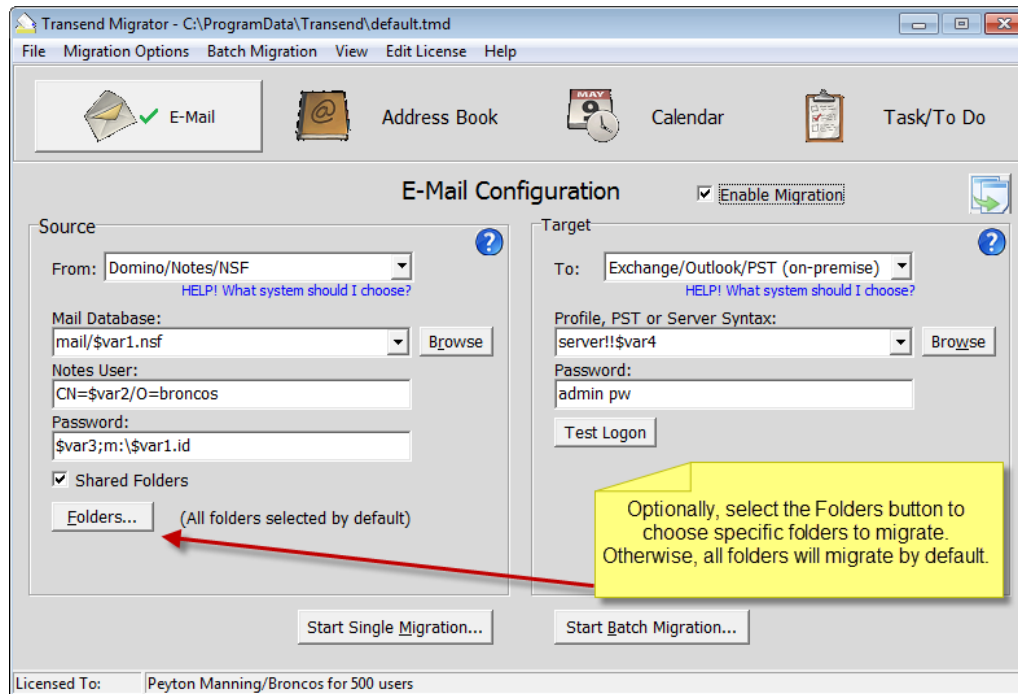 Transend Migrator - C:\ProgramData\Transend\default.tmd
File Migration Options Batch Migration View Edit License Help
E-Mail
Address Book
MAY
9
Calendar
Task/To Do
E-Mail Configuration
Enable Migration
Source
From: Domino/Notes/NSF
HELP! What system should I choose?
Mail Database:
mail/$var1.nsf
Browse
Notes User:
CN=$var2/O=broncos
Password:
$var3;m:\$var1.id
Shared Folders
Folders... (All folders selected by default)
Target
To: Exchange/Outlook/PST (on-premise)
HELP! What system should I choose?
Profile, PST or Server Syntax:
server!!$var4
Browse
Password:
admin pw
Test Logon
Optionally, select the Folders button to
choose specific folders to migrate.
Otherwise, all folders will migrate by default.
Start Single Migration...
Start Batch Migration...
Licensed To: Peyton Manning/Broncos for 500 users